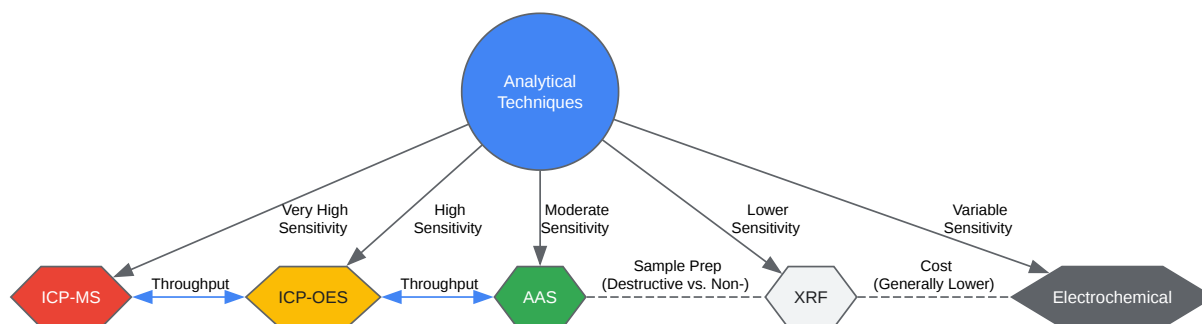 Analytical
Techniques
Very High
Sensitivity
High
Sensitivity
Moderate
Sensitivity
Lower
Sensitivity
Variable
Sensitivity
ICP-MS
Throughput
ICP-OES
Throughput
AAS
Sample Prep
(Destructive vs. Non-)
XRF
Cost
(Generally Lower)
Electrochemical